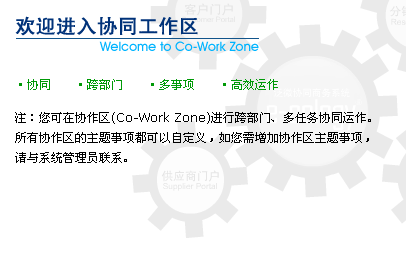 客户门户
Customer Portal
欢迎进入协同工作区
Welcome to Co-Work Zone
· 协同 · 跨部门 · 多事项 · 高效运作
e-cology
注：您可在协作区(Co-Work Zone)进行跨部门、多任务协同运作。
所有协作区的主题事项都可以自定义，如您需增加协作区主题事项，
请与系统管理员联系。
供应商门户
Supplier Portal